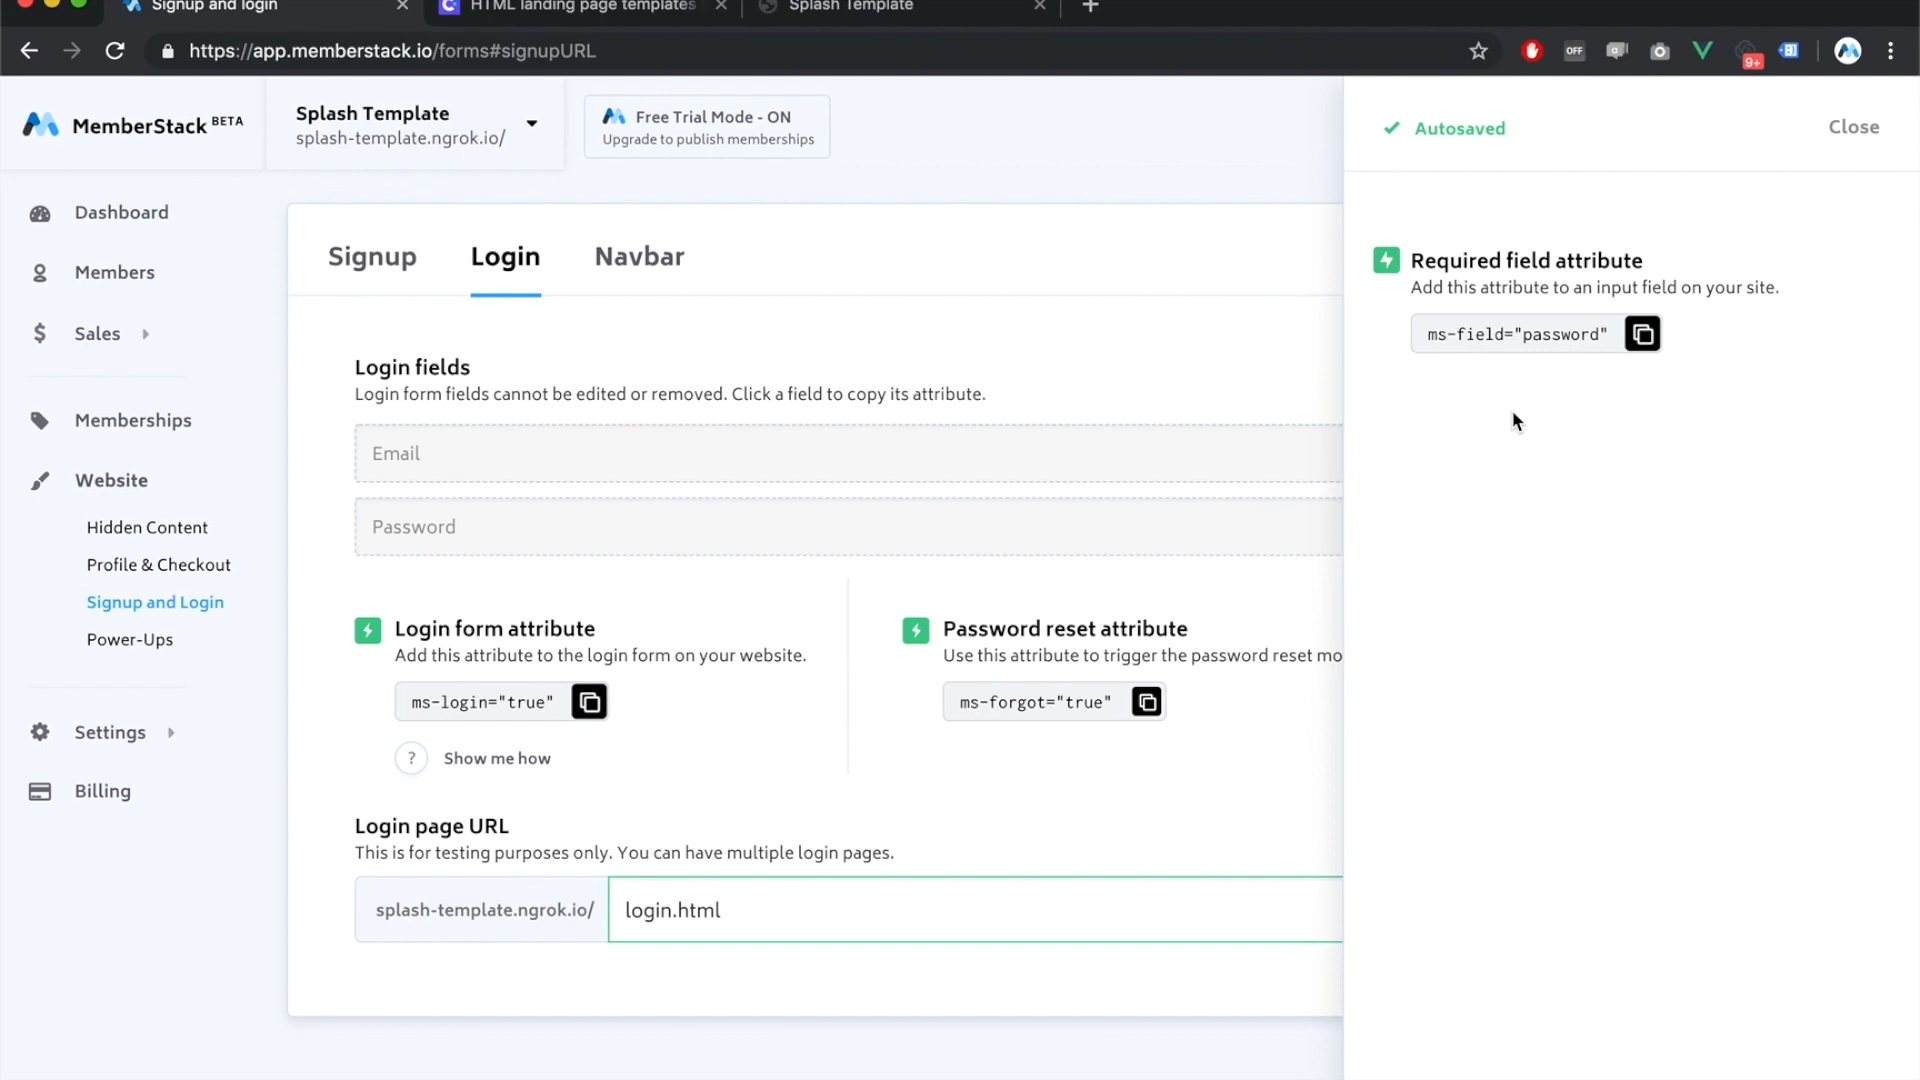 Signup and login
HTML landing page templates
Splash Template
https://app.memberstack.io/forms#signupURL
OFF
9+
MemberStack BETA
Splash Template
splash-template.ngrok.io/
Free Trial Mode - ON
Upgrade to publish memberships
Autosaved
Close
Dashboard
Members
Sales
Memberships
Website
Hidden Content
Profile & Checkout
Signup and Login
Power-Ups
Settings
Billing
Signup
Login
Navbar
Login fields
Login form fields cannot be edited or removed. Click a field to copy its attribute.
Email
Password
Login form attribute
Add this attribute to the login form on your website.
ms-login="true"
? Show me how
Password reset attribute
Use this attribute to trigger the password reset mo
ms-forgot="true"
Login page URL
This is for testing purposes only. You can have multiple login pages.
splash-template.ngrok.io/
login.html
Required field attribute
Add this attribute to an input field on your site.
ms-field="password"